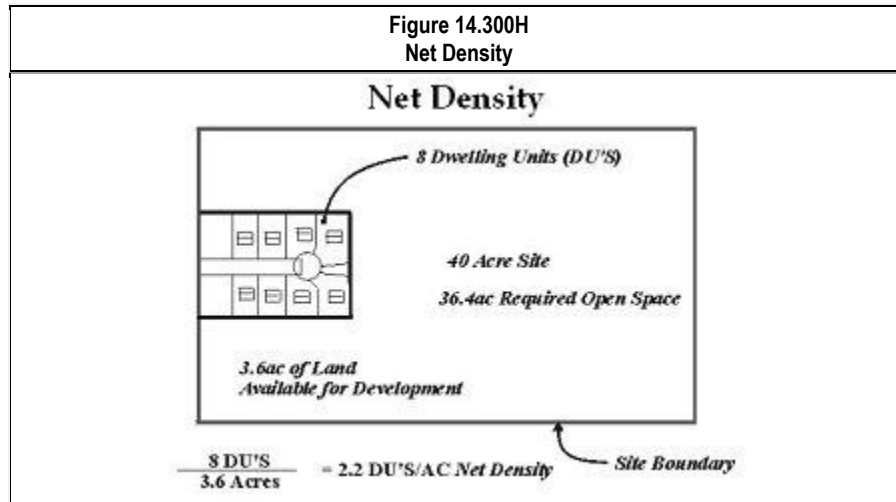 Figure 14.300H
Net Density
Net Density
8 Dwelling Units (DU'S)
40 Acre Site
36.4ac Required Open Space
3.6ac of Land
Available for Development
8 DU'S
3.6 Acres
= 2.2 DU'S/AC Net Density
Site Boundary